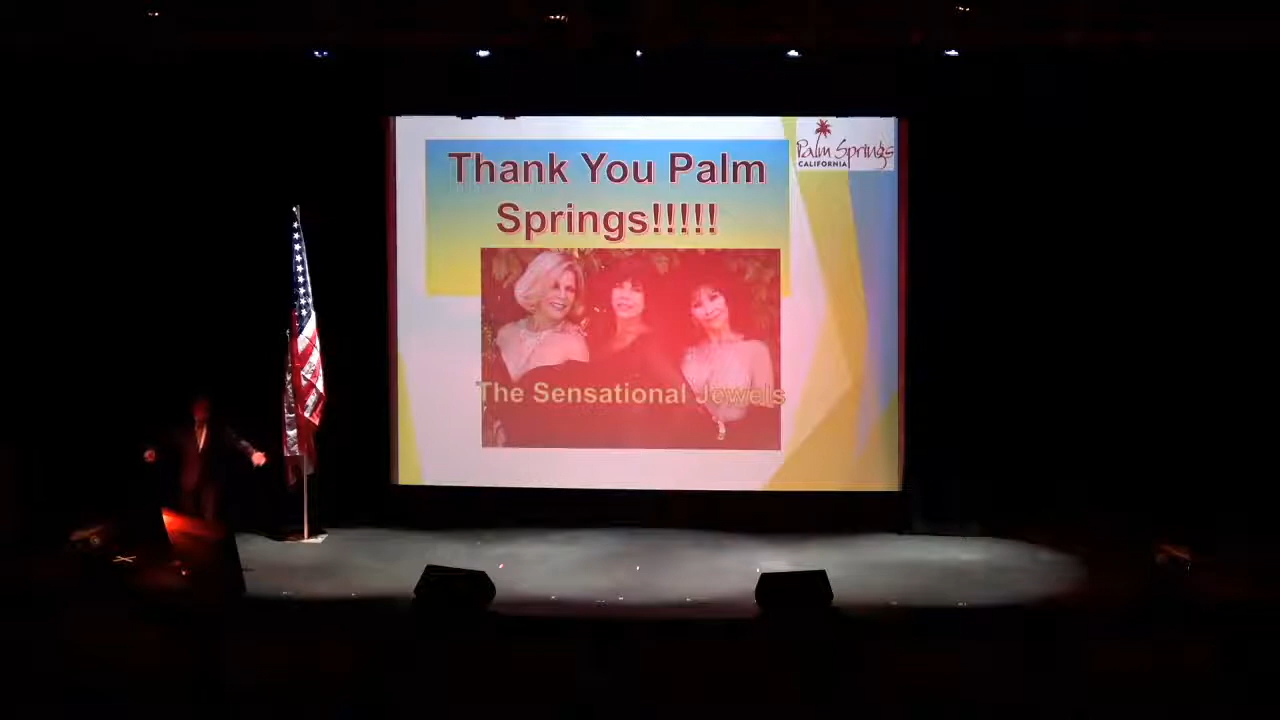 Thank You Palm
Springs!!!!!
Palm Springs
CALIFORNIA
The Sensational Jewels